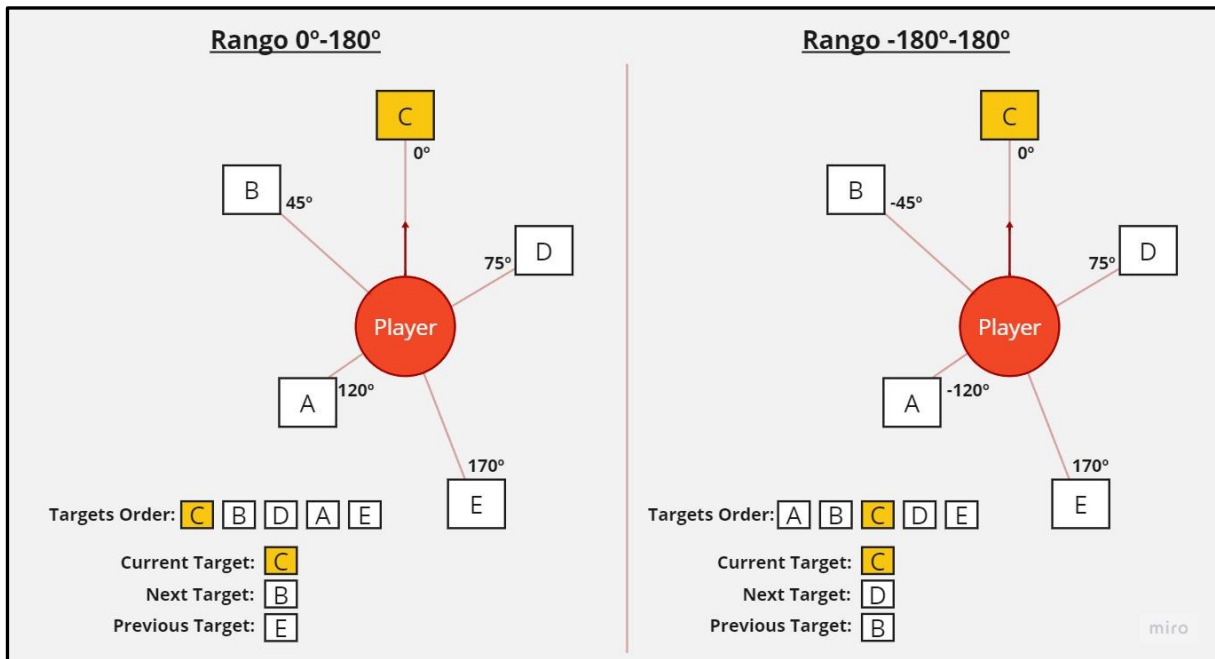 Rango 0º-180º
C
0º
B
45º
D
75º
Player
A
120º
170º
E
Targets Order: C B D A E
Current Target: C
Next Target: B
Previous Target: E
Rango -180º-180º
C
0º
B
-45º
D
75º
Player
A
-120º
170º
E
Targets Order: A B C D E
Current Target: C
Next Target: D
Previous Target: B
miro